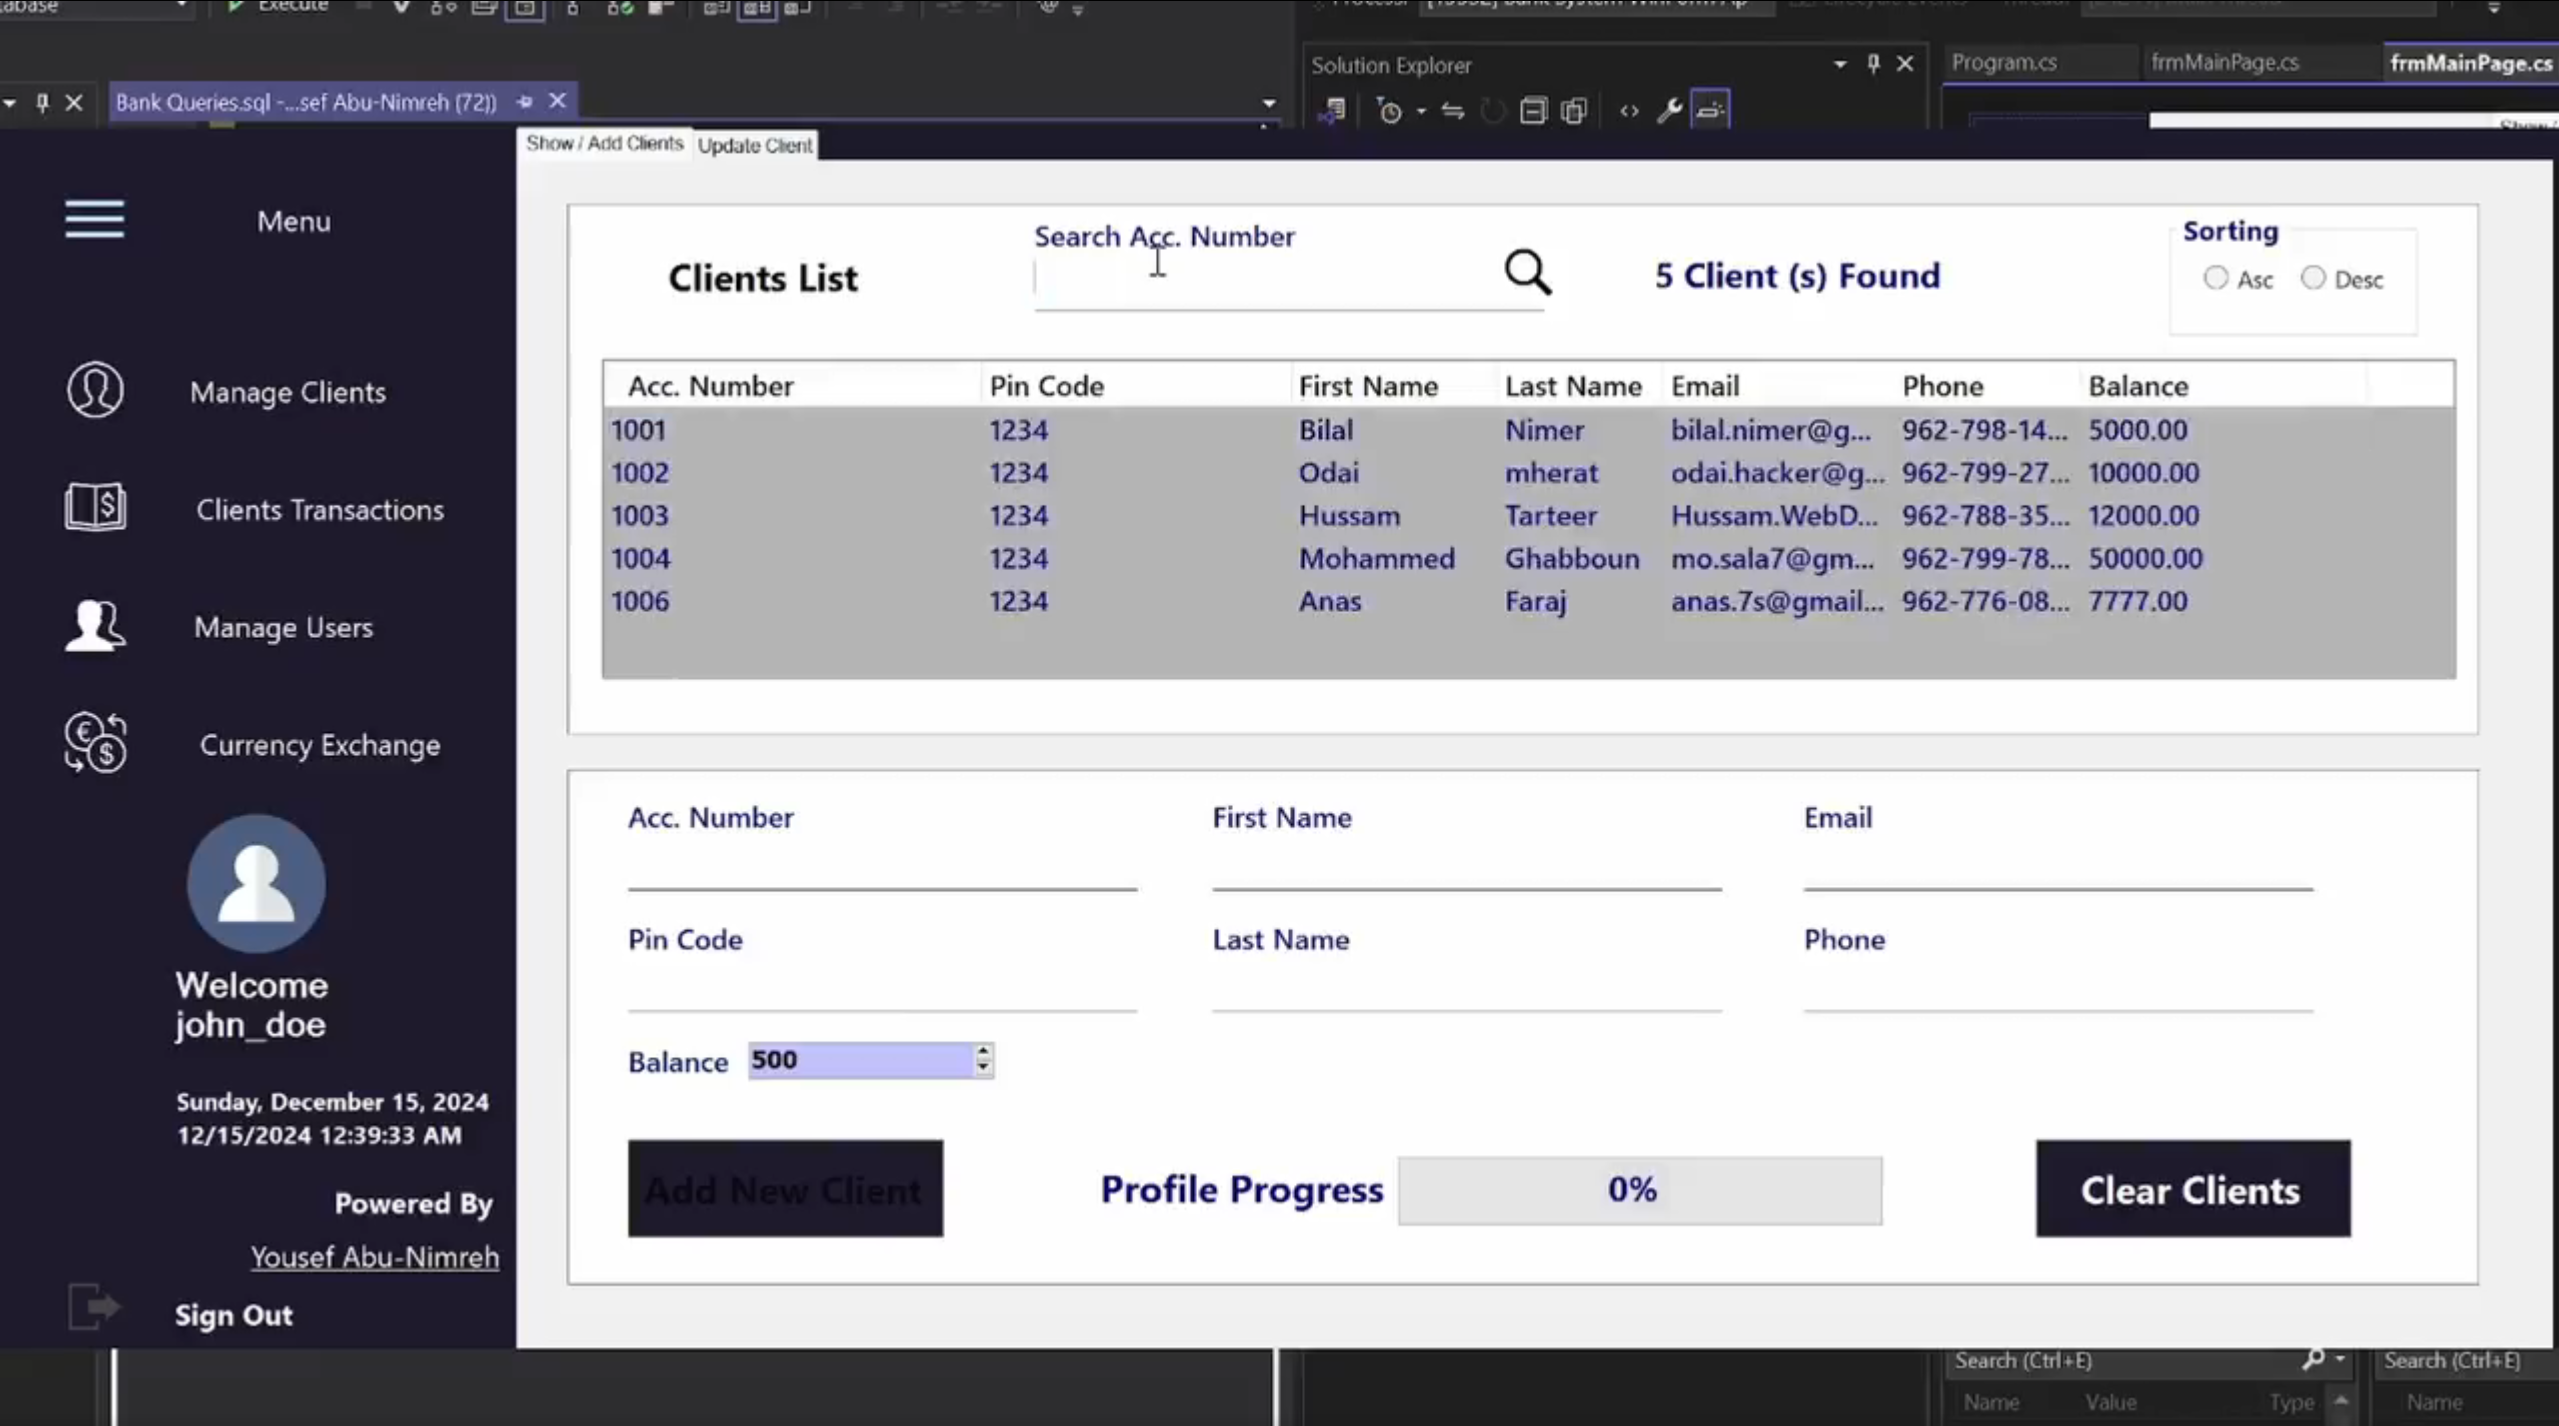 Execute
Solution Explorer
Program.cs
frmMainPage.cs
frmMainPage.cs
Bank Queries.sql -...sef Abu-Nimreh (72))
Show / Add Clients
Update Client
Menu
Manage Clients
Clients Transactions
Manage Users
Currency Exchange
Welcome
john_doe
Sunday, December 15, 2024
12/15/2024 12:39:33 AM
Powered By
Yousef Abu-Nimreh
Sign Out
Clients List
Search Acc. Number
5 Client (s) Found
Sorting
Asc Desc
Acc. Number Pin Code First Name Last Name Email Phone Balance
1001 1234 Bilal Nimer bilal.nimer@g... 962-798-14... 5000.00
1002 1234 Odai mherat odai.hacker@g... 962-799-27... 10000.00
1003 1234 Hussam Tarteer Hussam.WebD... 962-788-35... 12000.00
1004 1234 Mohammed Ghabboun mo.sala7@gm... 962-799-78... 50000.00
1006 1234 Anas Faraj anas.7s@gmail... 962-776-08... 7777.00
Acc. Number First Name Email
Pin Code Last Name Phone
Balance 500
Add New Client
Profile Progress 0%
Clear Clients
Search (Ctrl+E)
Search (Ctrl+E)
Name Value Type
Name